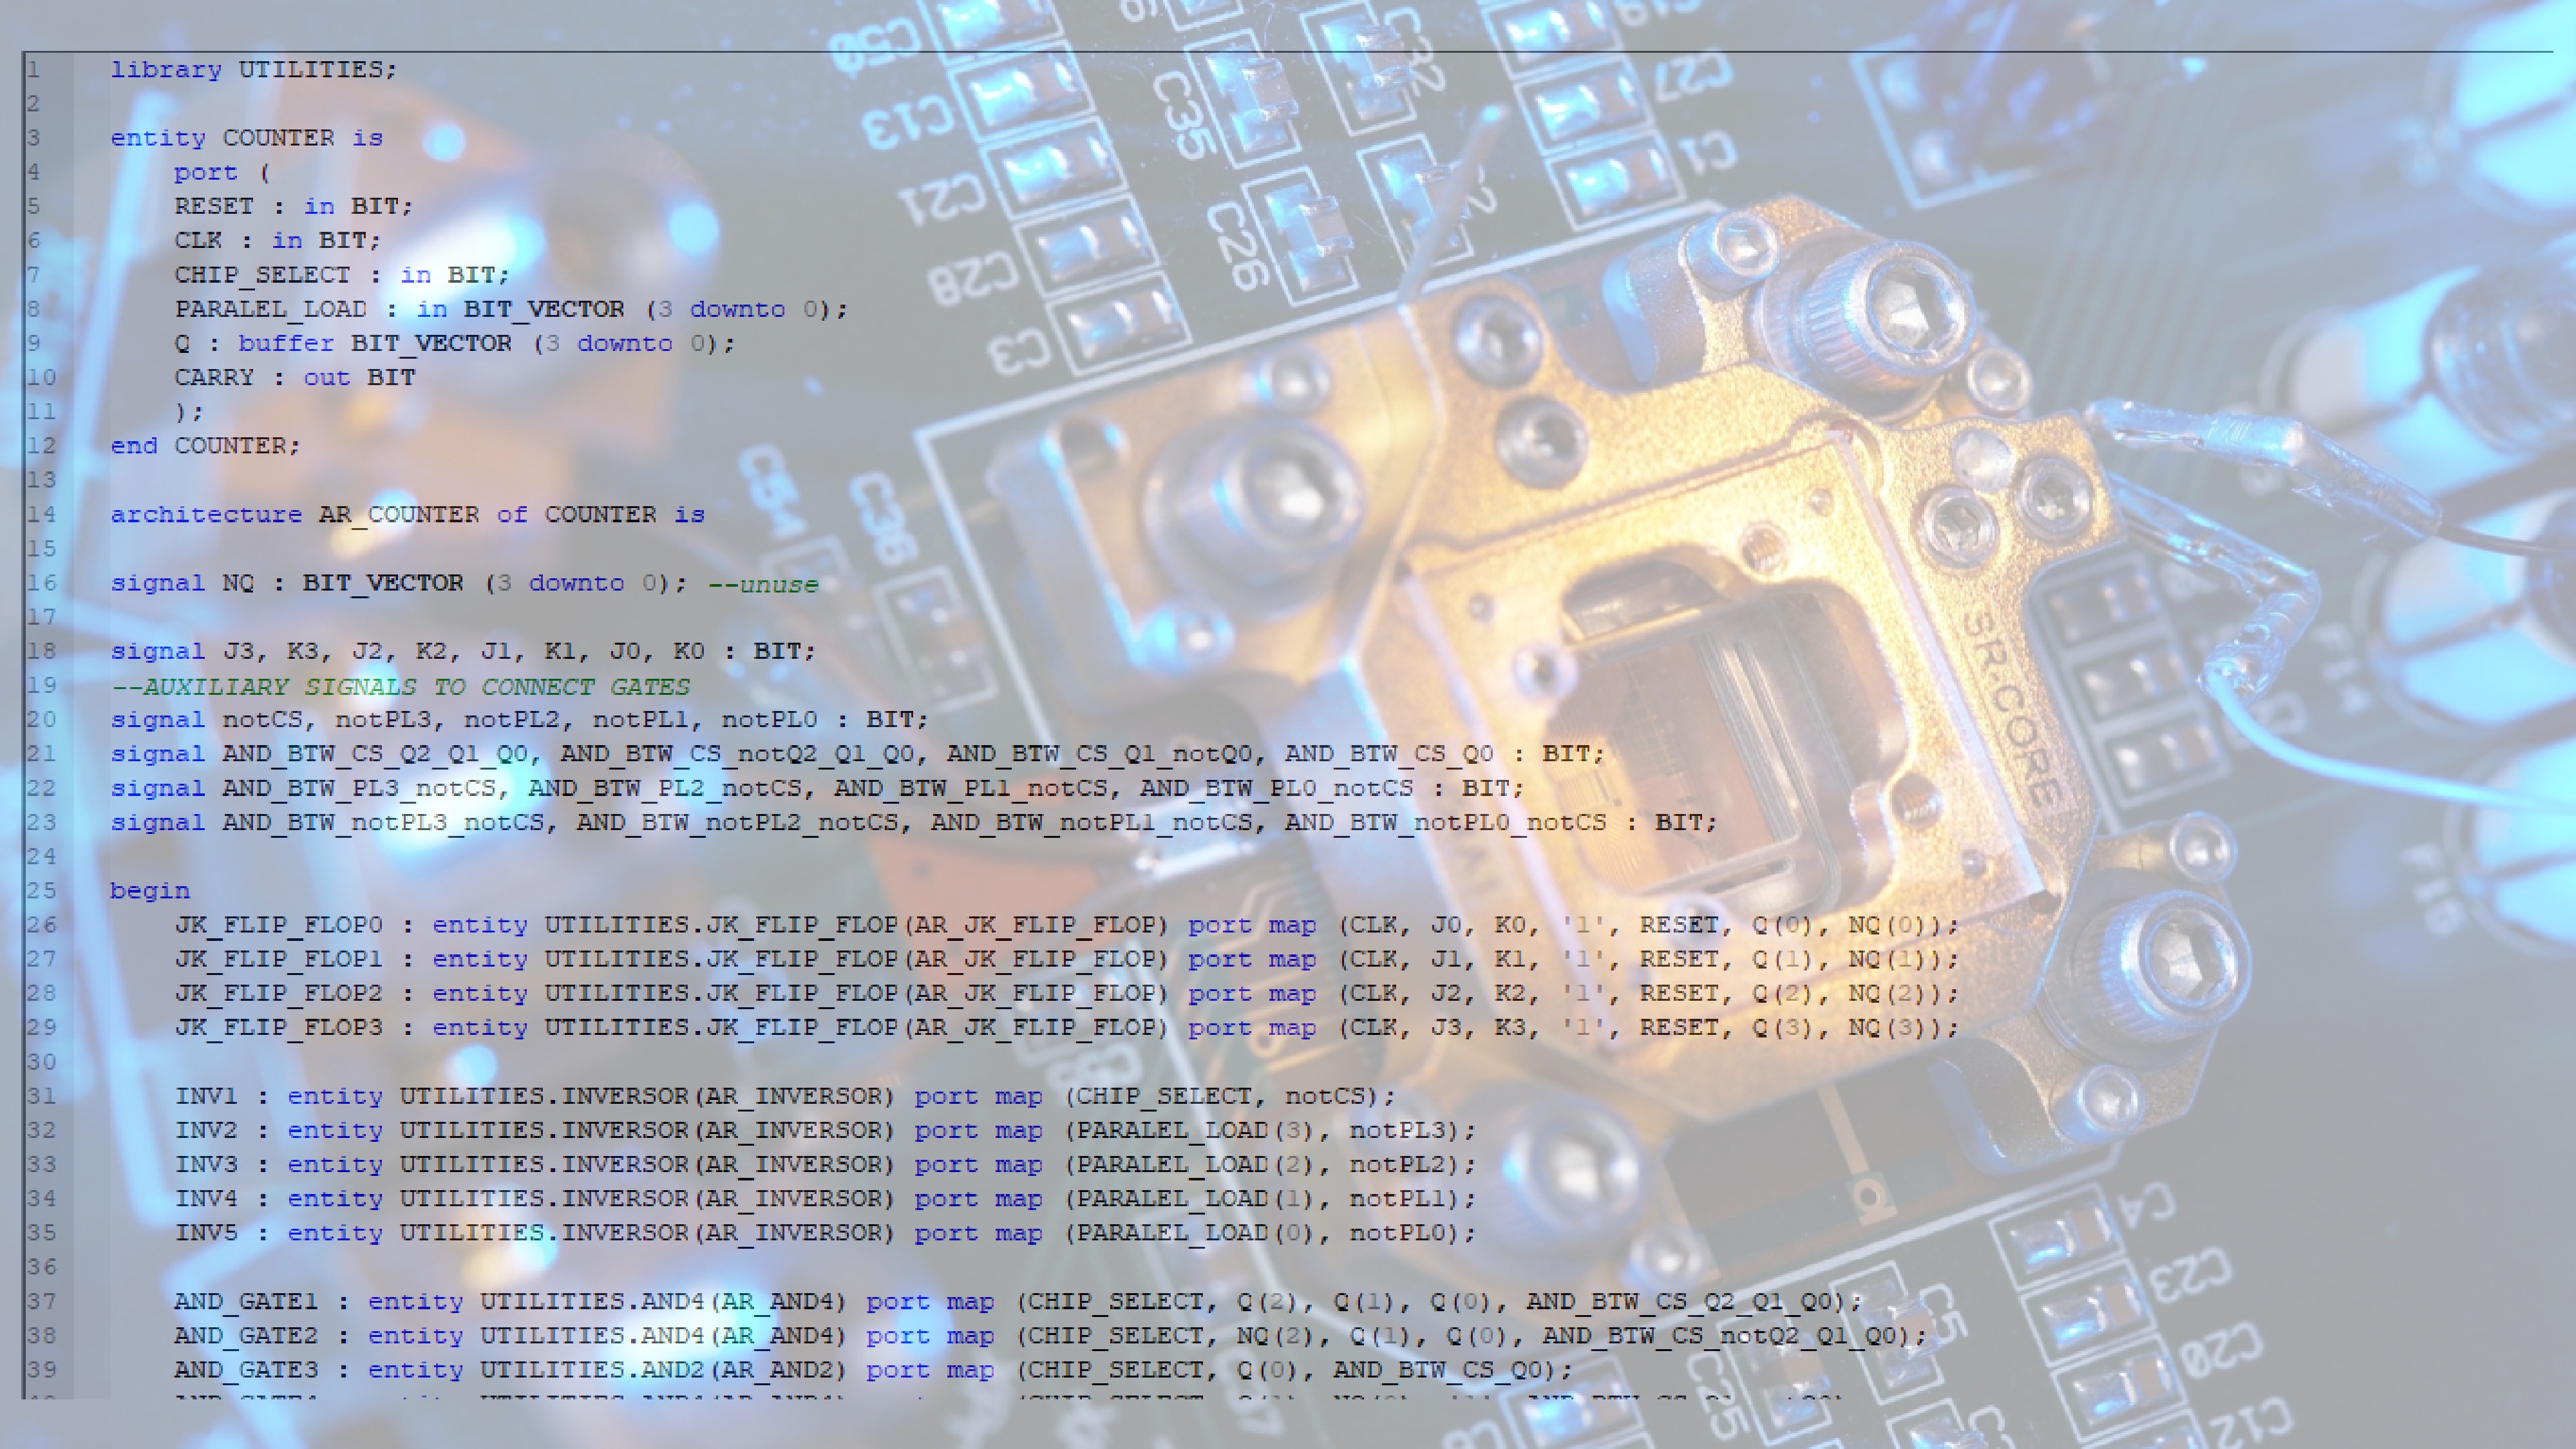 1 library UTILITIES;
2
3 entity COUNTER is
4 port (
5 RESET : in BIT;
6 CLK : in BIT;
7 CHIP_SELECT : in BIT;
8 PARALEL_LOAD : in BIT_VECTOR (3 downto 0);
9 Q : buffer BIT_VECTOR (3 downto 0);
10 CARRY : out BIT
11 );
12 end COUNTER;
13
14 architecture AR_COUNTER of COUNTER is
15
16 signal NQ : BIT_VECTOR (3 downto 0); --unuse
17
18 signal J3, K3, J2, K2, J1, K1, J0, K0 : BIT;
19 --AUXILIARY SIGNALS TO CONNECT GATES
20 signal notCS, notPL3, notPL2, notPL1, notPL0 : BIT;
21 signal AND_BTW_CS_Q2_Q1_Q0, AND_BTW_CS_notQ2_Q1_Q0, AND_BTW_CS_Q1_notQ0, AND_BTW_CS_Q0 : BIT;
22 signal AND_BTW_PL3_notCS, AND_BTW_PL2_notCS, AND_BTW_PL1_notCS, AND_BTW_PL0_notCS : BIT;
23 signal AND_BTW_notPL3_notCS, AND_BTW_notPL2_notCS, AND_BTW_notPL1_notCS, AND_BTW_notPL0_notCS : BIT;
24
25 begin
26 JK_FLIP_FLOP0 : entity UTILITIES.JK_FLIP_FLOP(AR_JK_FLIP_FLOP) port map (CLK, J0, K0, '1', RESET, Q(0), NQ(0));
27 JK_FLIP_FLOP1 : entity UTILITIES.JK_FLIP_FLOP(AR_JK_FLIP_FLOP) port map (CLK, J1, K1, '1', RESET, Q(1), NQ(1));
28 JK_FLIP_FLOP2 : entity UTILITIES.JK_FLIP_FLOP(AR_JK_FLIP_FLOP) port map (CLK, J2, K2, '1', RESET, Q(2), NQ(2));
29 JK_FLIP_FLOP3 : entity UTILITIES.JK_FLIP_FLOP(AR_JK_FLIP_FLOP) port map (CLK, J3, K3, '1', RESET, Q(3), NQ(3));
30
31 INV1 : entity UTILITIES.INVERSOR(AR_INVERSOR) port map (CHIP_SELECT, notCS);
32 INV2 : entity UTILITIES.INVERSOR(AR_INVERSOR) port map (PARALEL_LOAD(3), notPL3);
33 INV3 : entity UTILITIES.INVERSOR(AR_INVERSOR) port map (PARALEL_LOAD(2), notPL2);
34 INV4 : entity UTILITIES.INVERSOR(AR_INVERSOR) port map (PARALEL_LOAD(1), notPL1);
35 INV5 : entity UTILITIES.INVERSOR(AR_INVERSOR) port map (PARALEL_LOAD(0), notPL0);
36
37 AND_GATE1 : entity UTILITIES.AND4(AR_AND4) port map (CHIP_SELECT, Q(2), Q(1), Q(0), AND_BTW_CS_Q2_Q1_Q0);
38 AND_GATE2 : entity UTILITIES.AND4(AR_AND4) port map (CHIP_SELECT, NQ(2), Q(1), Q(0), AND_BTW_CS_notQ2_Q1_Q0);
39 AND_GATE3 : entity UTILITIES.AND2(AR_AND2) port map (CHIP_SELECT, Q(0), AND_BTW_CS_Q0);
C50
C13
C21
C28
C3
C35
C26
C32
C19
C27
C1
C54
C36
SR-CORE
F14
C4
C23
C20
C12
C5
C25